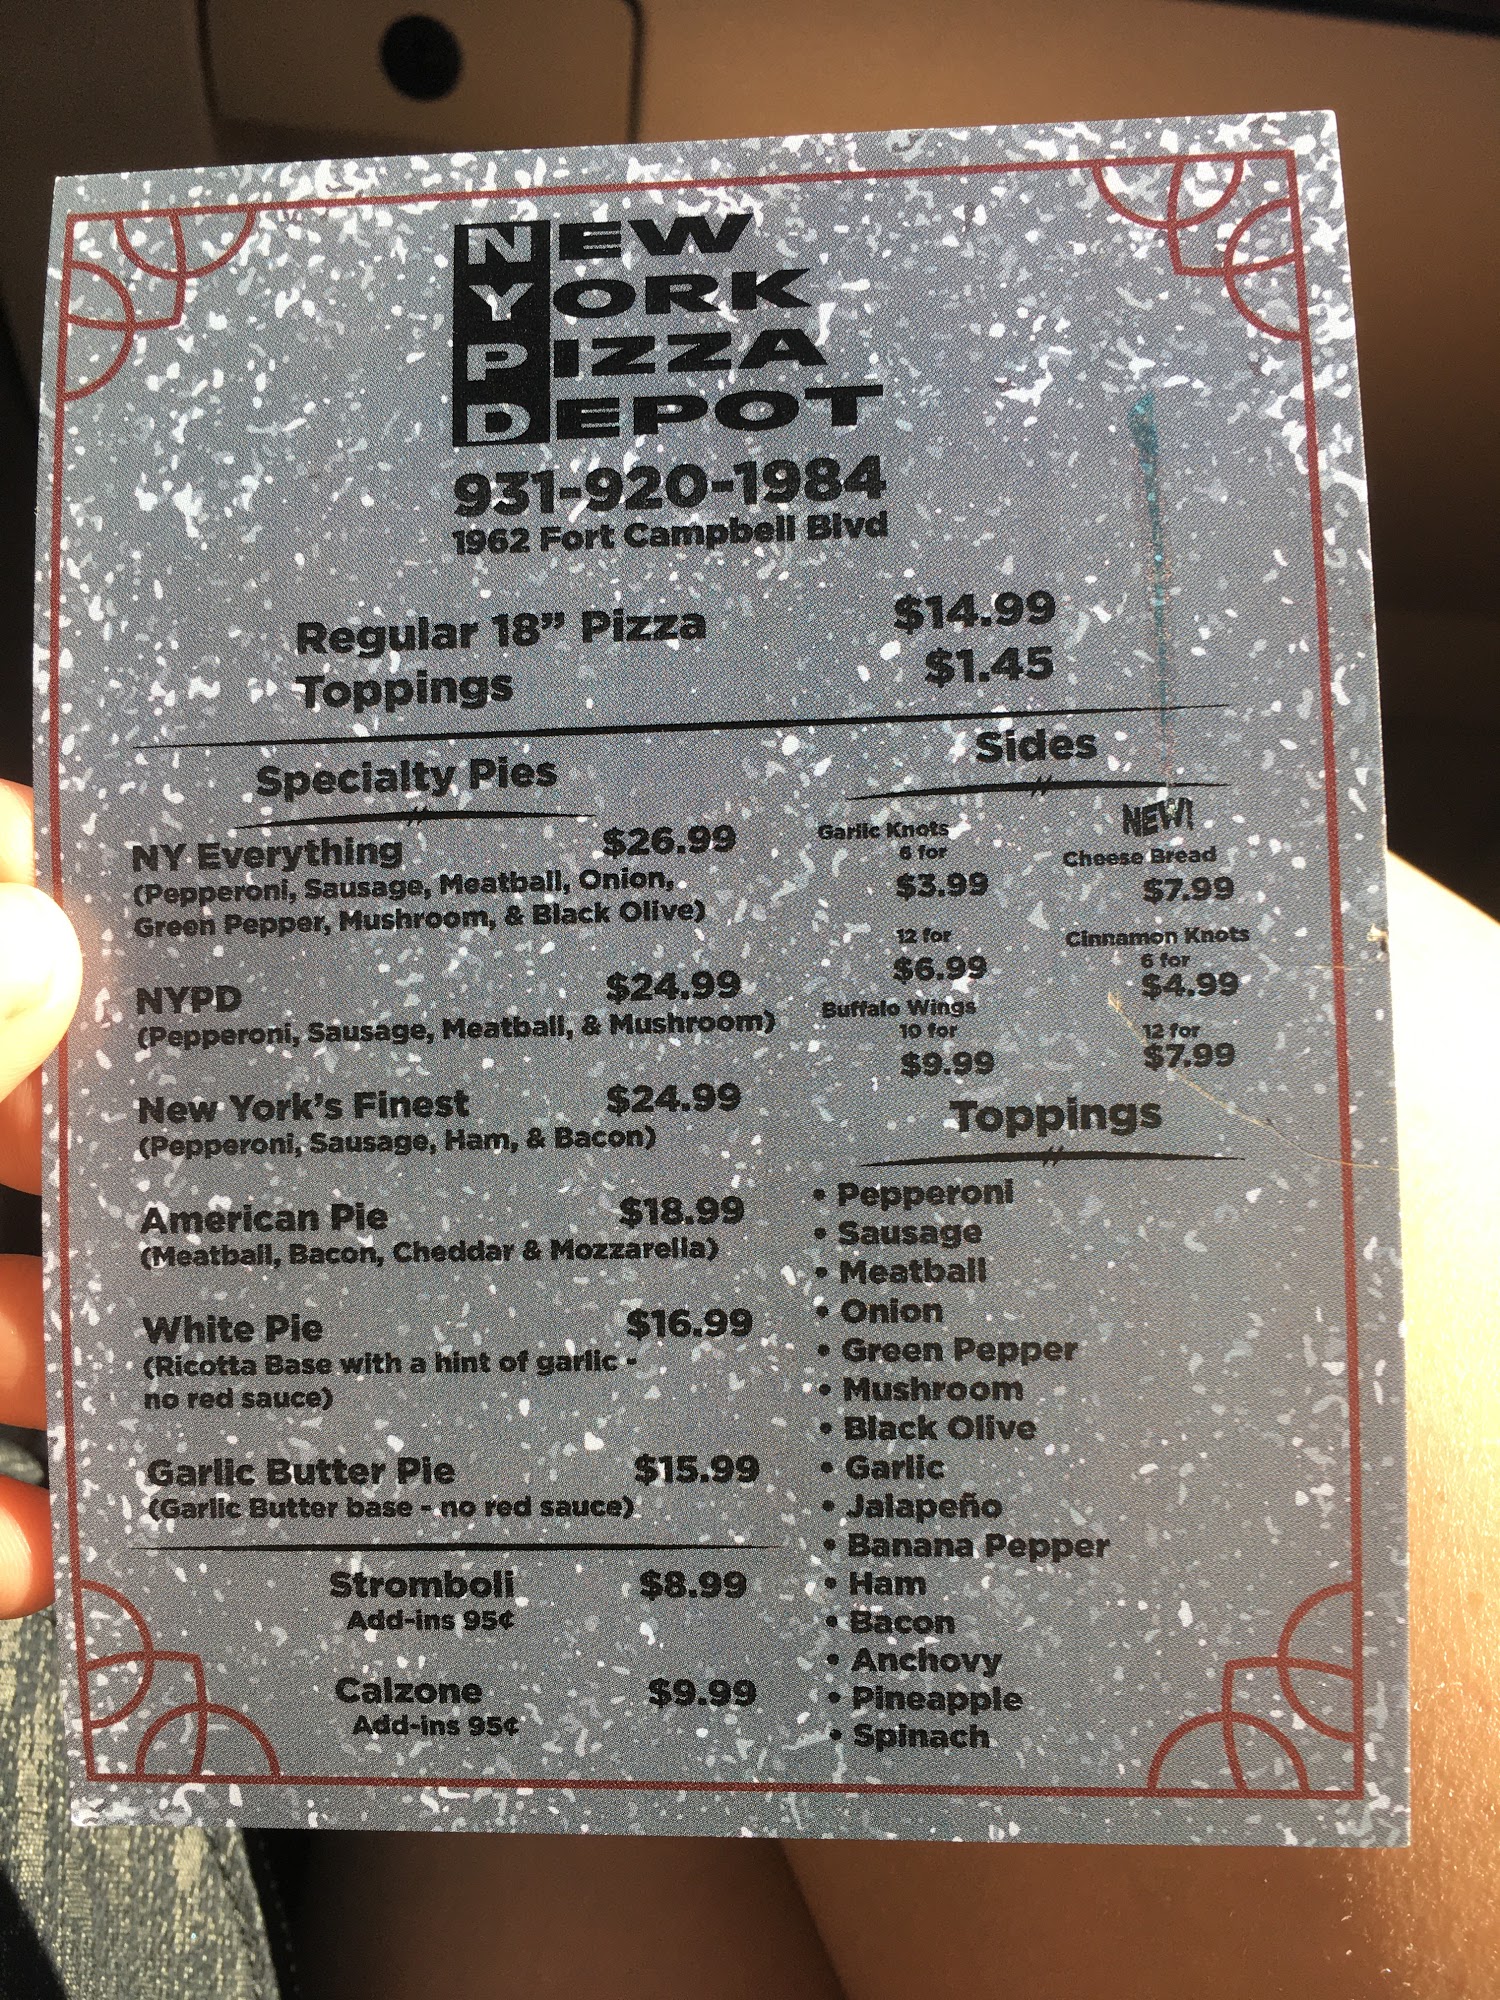 NEW
YORK
PIZZA
DEPOT
931-920-1984
1962 Fort Campbell Blvd
Regular 18” Pizza $14.99
Toppings $1.45
Specialty Pies
NY Everything $26.99
(Pepperoni, Sausage, Meatball, Onion,
Green Pepper, Mushroom, & Black Olive)
NYPD $24.99
(Pepperoni, Sausage, Meatball, & Mushroom)
New York's Finest $24.99
(Pepperoni, Sausage, Ham, & Bacon)
American Pie $18.99
(Meatball, Bacon, Cheddar & Mozzarella)
White Pie $16.99
(Ricotta Base with a hint of garlic -
no red sauce)
Garlic Butter Pie $15.99
(Garlic Butter base - no red sauce)
Stromboli $8.99
Add-ins 95¢
Calzone $9.99
Add-ins 95¢
Sides
Garlic Knots
6 for
$3.99
12 for
$6.99
Buffalo Wings
10 for
$9.99
NEW!
Cheese Bread
$7.99
Cinnamon Knots
6 for
$4.99
12 for
$7.99
Toppings
• Pepperoni
• Sausage
• Meatball
• Onion
• Green Pepper
• Mushroom
• Black Olive
• Garlic
• Jalapeño
• Banana Pepper
• Ham
• Bacon
• Anchovy
• Pineapple
• Spinach